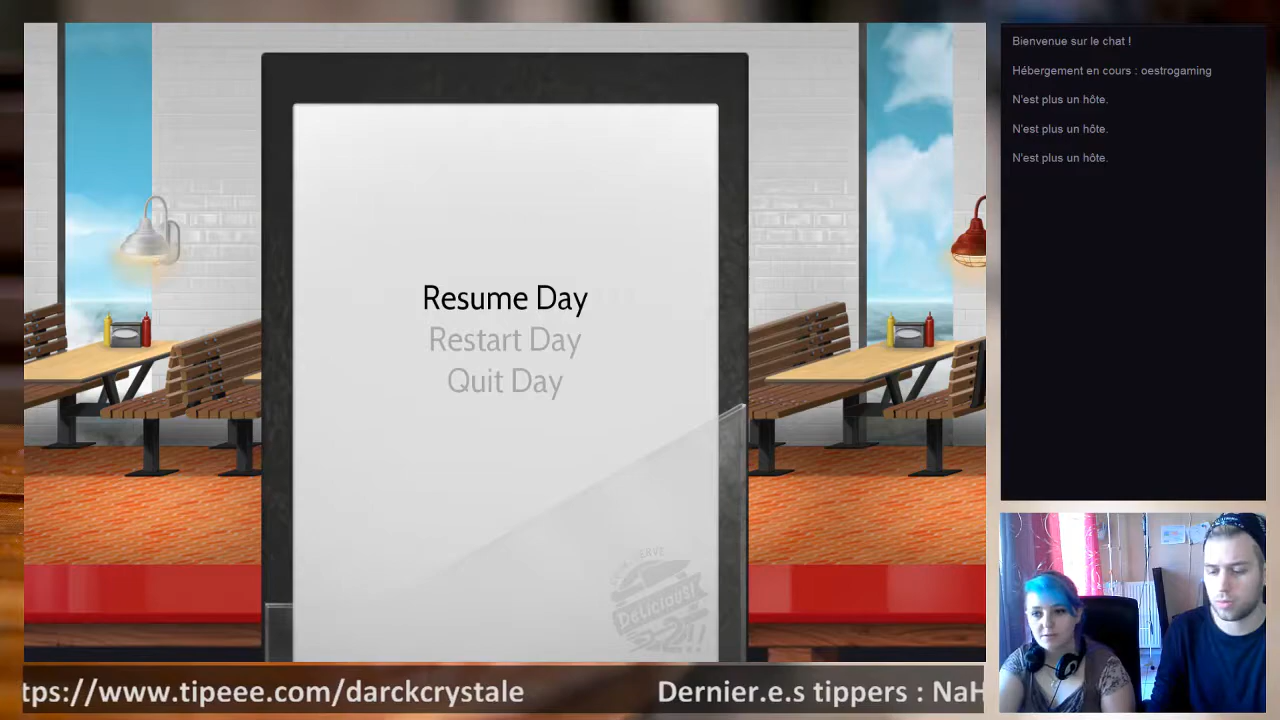 Resume Day
Restart Day
Quit Day
Delicious!
Bienvenue sur le chat !
Hébergement en cours : oestrogaming
N'est plus un hôte.
N'est plus un hôte.
N'est plus un hôte.
tps://www.tipeee.com/darckcrystale
Dernier.e.s tippers : NaH